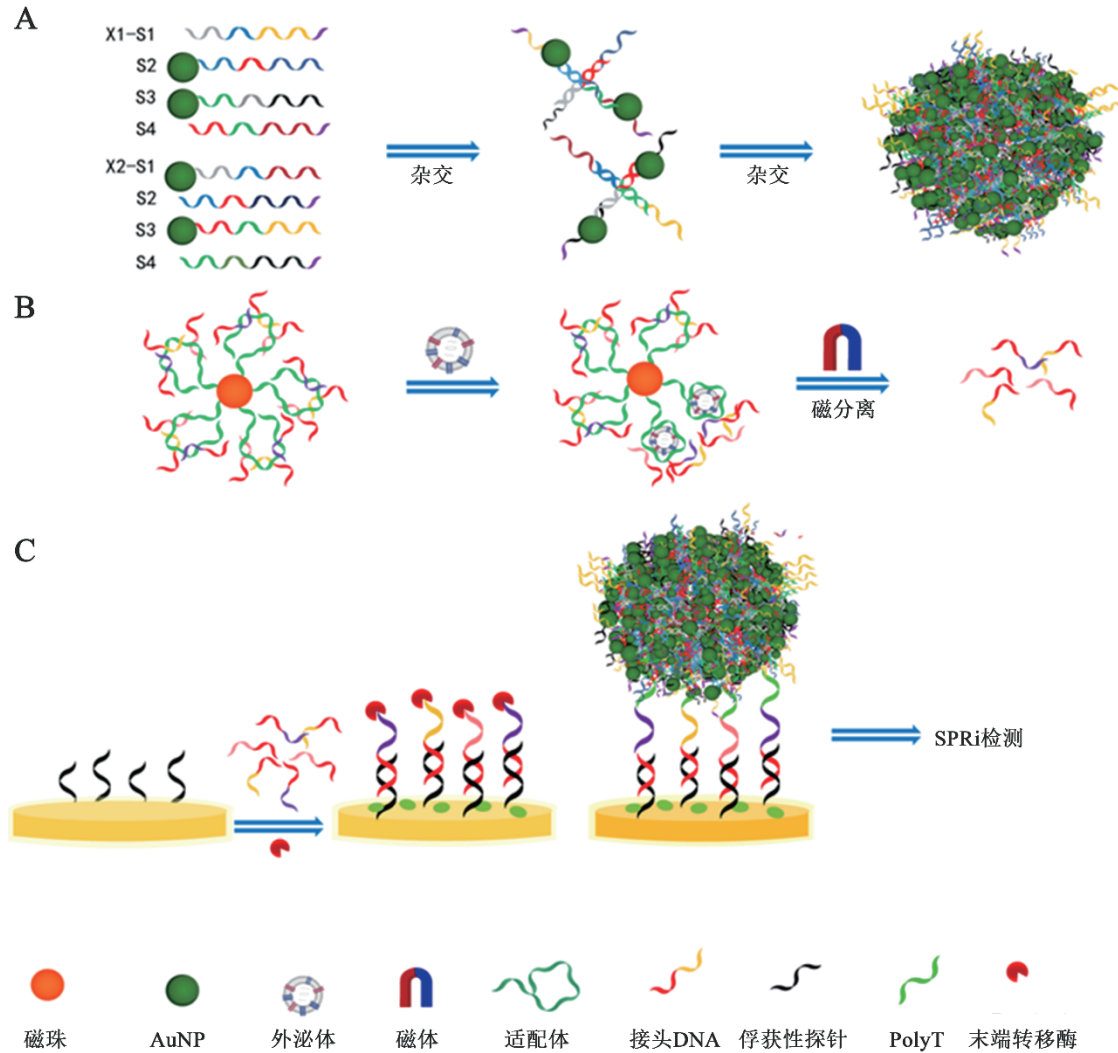 A
X1-S1
S2
S3
S4
X2-S1
S2
S3
S4
杂交
杂交
B
磁分离
C
SPRi检测
磁珠
AuNP
外泌体
磁体
适配体
接头DNA
俘获性探针
PolyT
末端转移酶